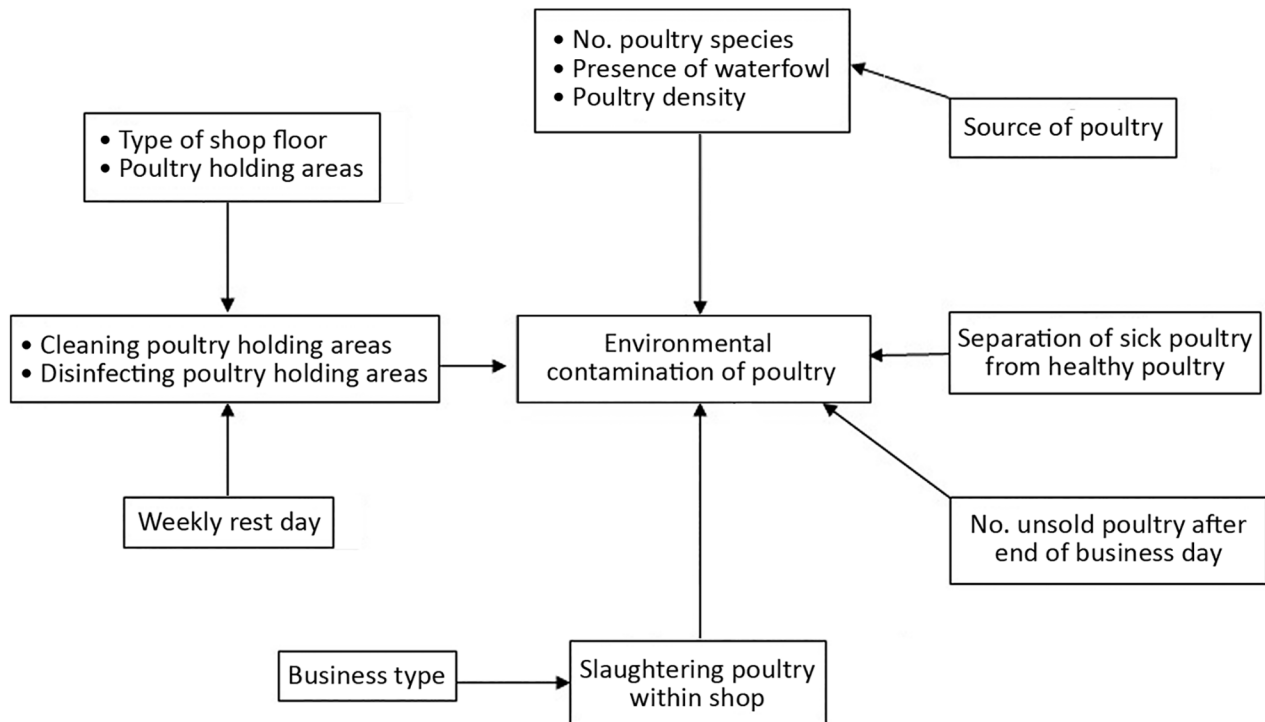 • No. poultry species
• Presence of waterfowl
• Poultry density
Source of poultry
• Type of shop floor
• Poultry holding areas
• Cleaning poultry holding areas
• Disinfecting poultry holding areas
Environmental
contamination of poultry
Separation of sick poultry
from healthy poultry
Weekly rest day
No. unsold poultry after
end of business day
Business type
Slaughtering poultry
within shop